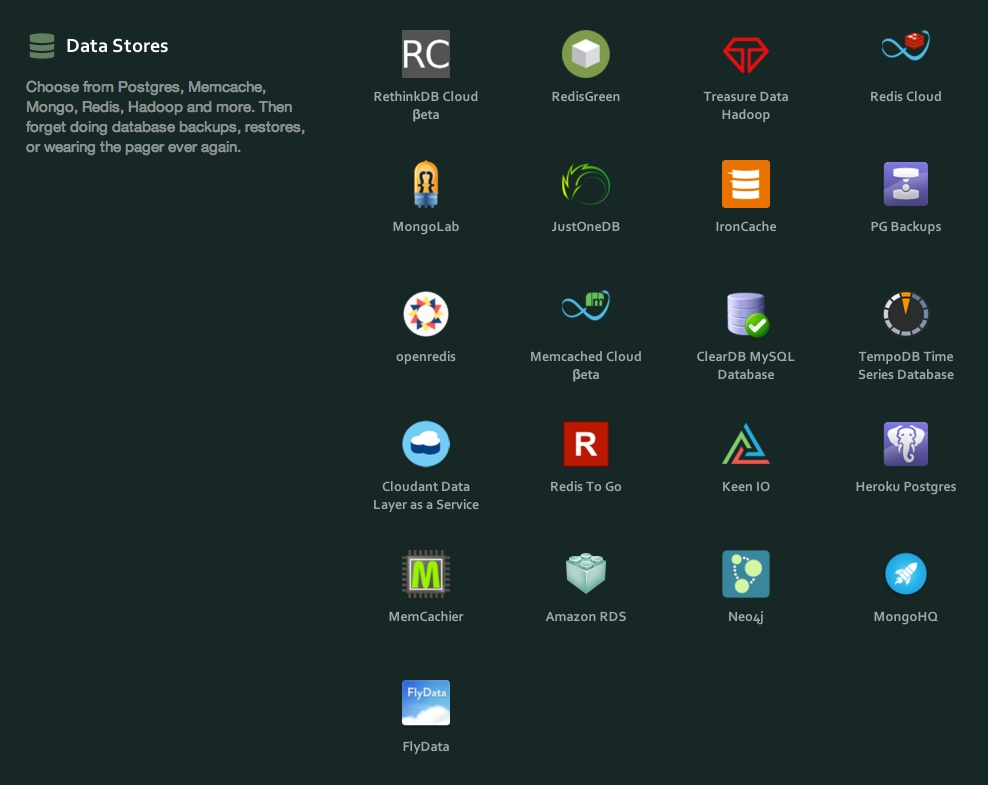 Data Stores
Choose from Postgres, Memcache,
Mongo, Redis, Hadoop and more. Then
forget doing database backups, restores,
or wearing the pager ever again.
RC
RethinkDB Cloud
βeta
RedisGreen
Treasure Data
Hadoop
Redis Cloud
MongoLab
JustOneDB
IronCache
PG Backups
openredis
Memcached Cloud
βeta
ClearDB MySQL
Database
TempoDB Time
Series Database
Cloudant Data
Layer as a Service
R
Redis To Go
Keen IO
Heroku Postgres
M
MemCachier
Amazon RDS
Neo4j
MongoHQ
FlyData
FlyData